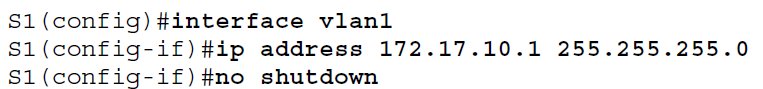 S1(config)#interface vlan1
S1(config-if)#ip address 172.17.10.1 255.255.255.0
S1(config-if)#no shutdown